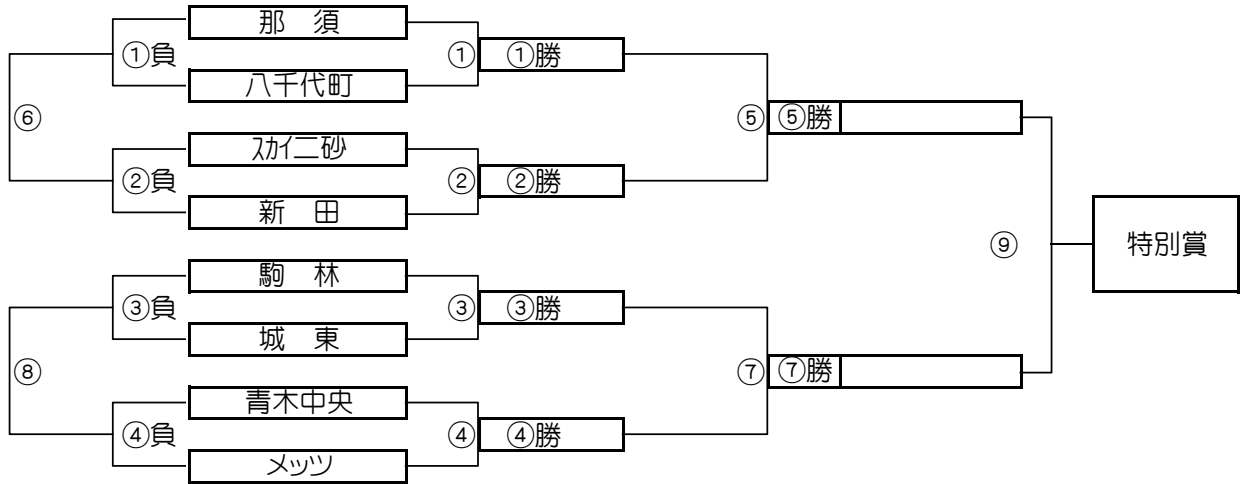 那　須
①負
①
①勝
八千代町
⑥
⑤
⑤勝
スカイ二砂
②負
②
②勝
新　田
⑨
特別賞
駒　林
③負
③
③勝
城　東
⑧
⑦
⑦勝
青木中央
④負
④
④勝
メッツ